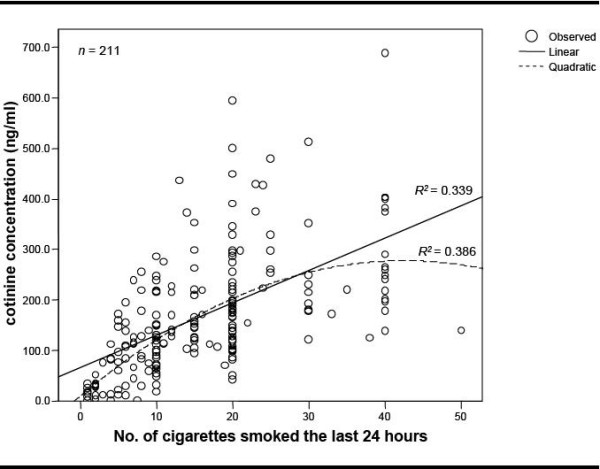 n = 211
Observed
Linear
Quadratic
700.0
600.0
500.0
400.0
300.0
200.0
100.0
0.0
cotinine concentration (ng/ml)
R² = 0.339
R² = 0.386
0 10 20 30 40 50
No. of cigarettes smoked the last 24 hours